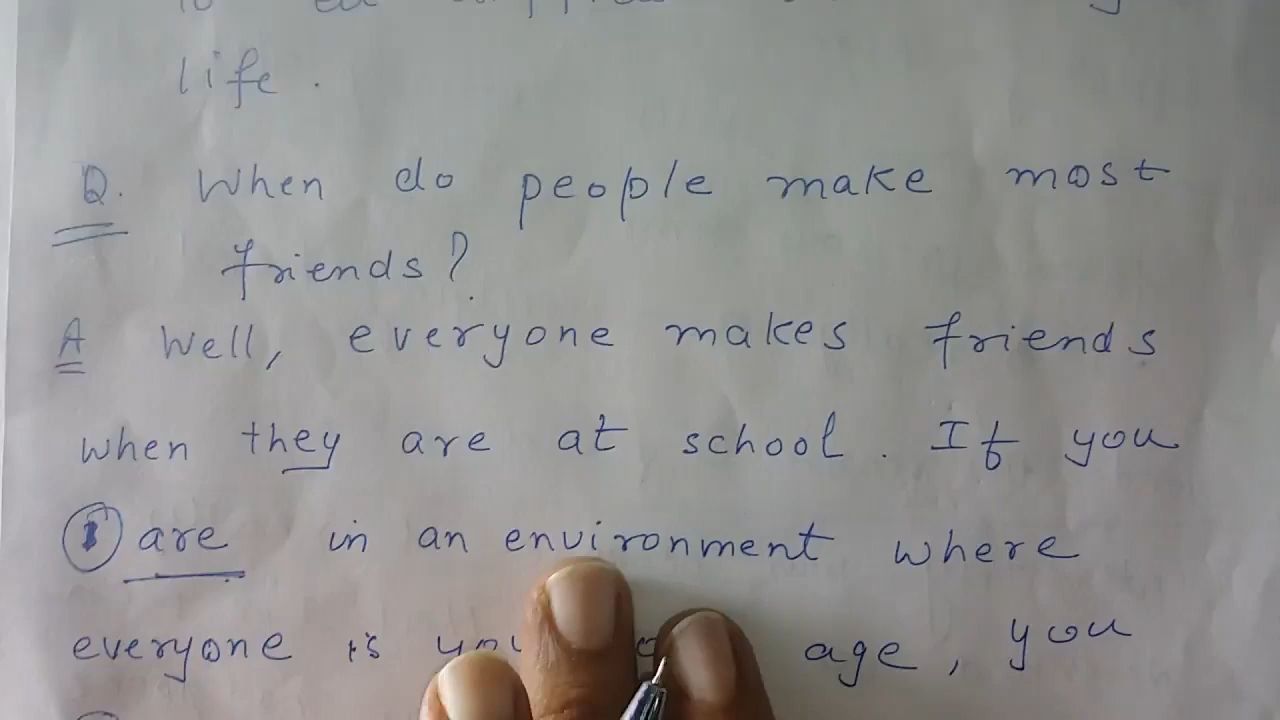 life.
Q. When do people make most
friends?
A Well, everyone makes friends
when they are at school. If you
① are in an environment where
everyone is age, you